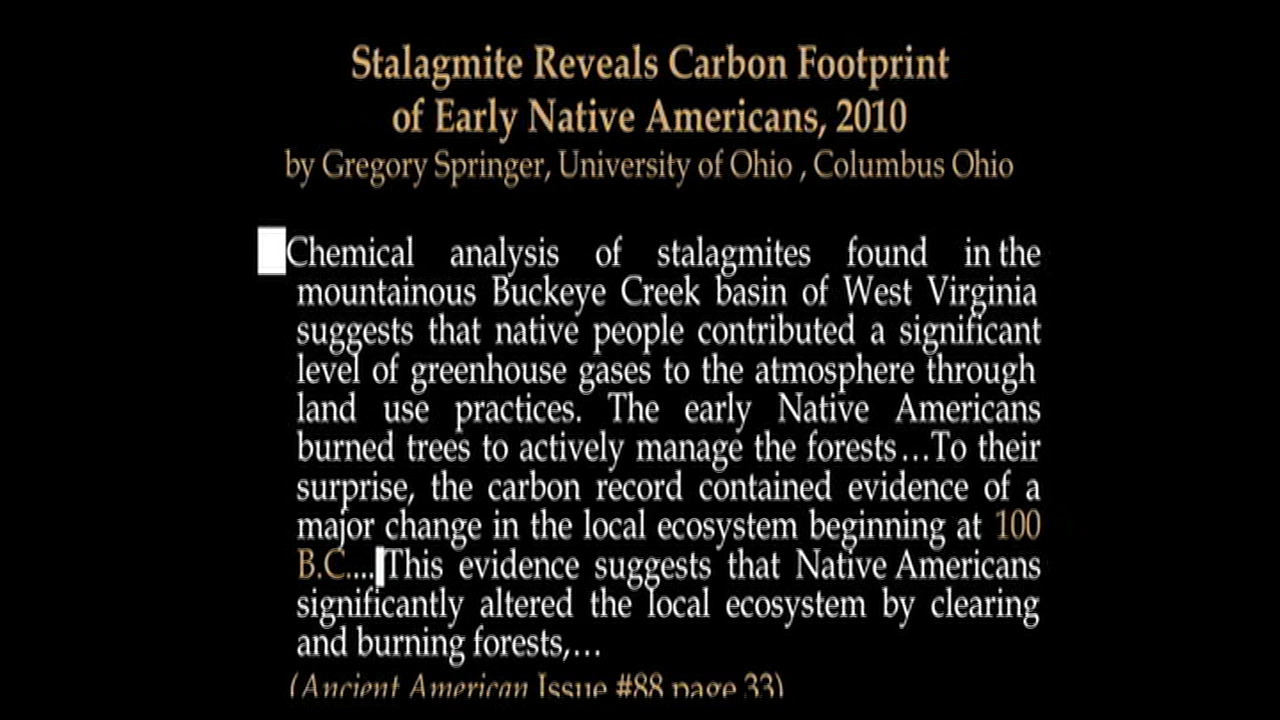 Stalagmite Reveals Carbon Footprint
of Early Native Americans, 2010
by Gregory Springer, University of Ohio , Columbus Ohio
Chemical analysis of stalagmites found in the
mountainous Buckeye Creek basin of West Virginia
suggests that native people contributed a significant
level of greenhouse gases to the atmosphere through
land use practices. The early Native Americans
burned trees to actively manage the forests…To their
surprise, the carbon record contained evidence of a
major change in the local ecosystem beginning at 100
B.C.... This evidence suggests that Native Americans
significantly altered the local ecosystem by clearing
and burning forests,…
(Ancient American Issue #88 page 33)